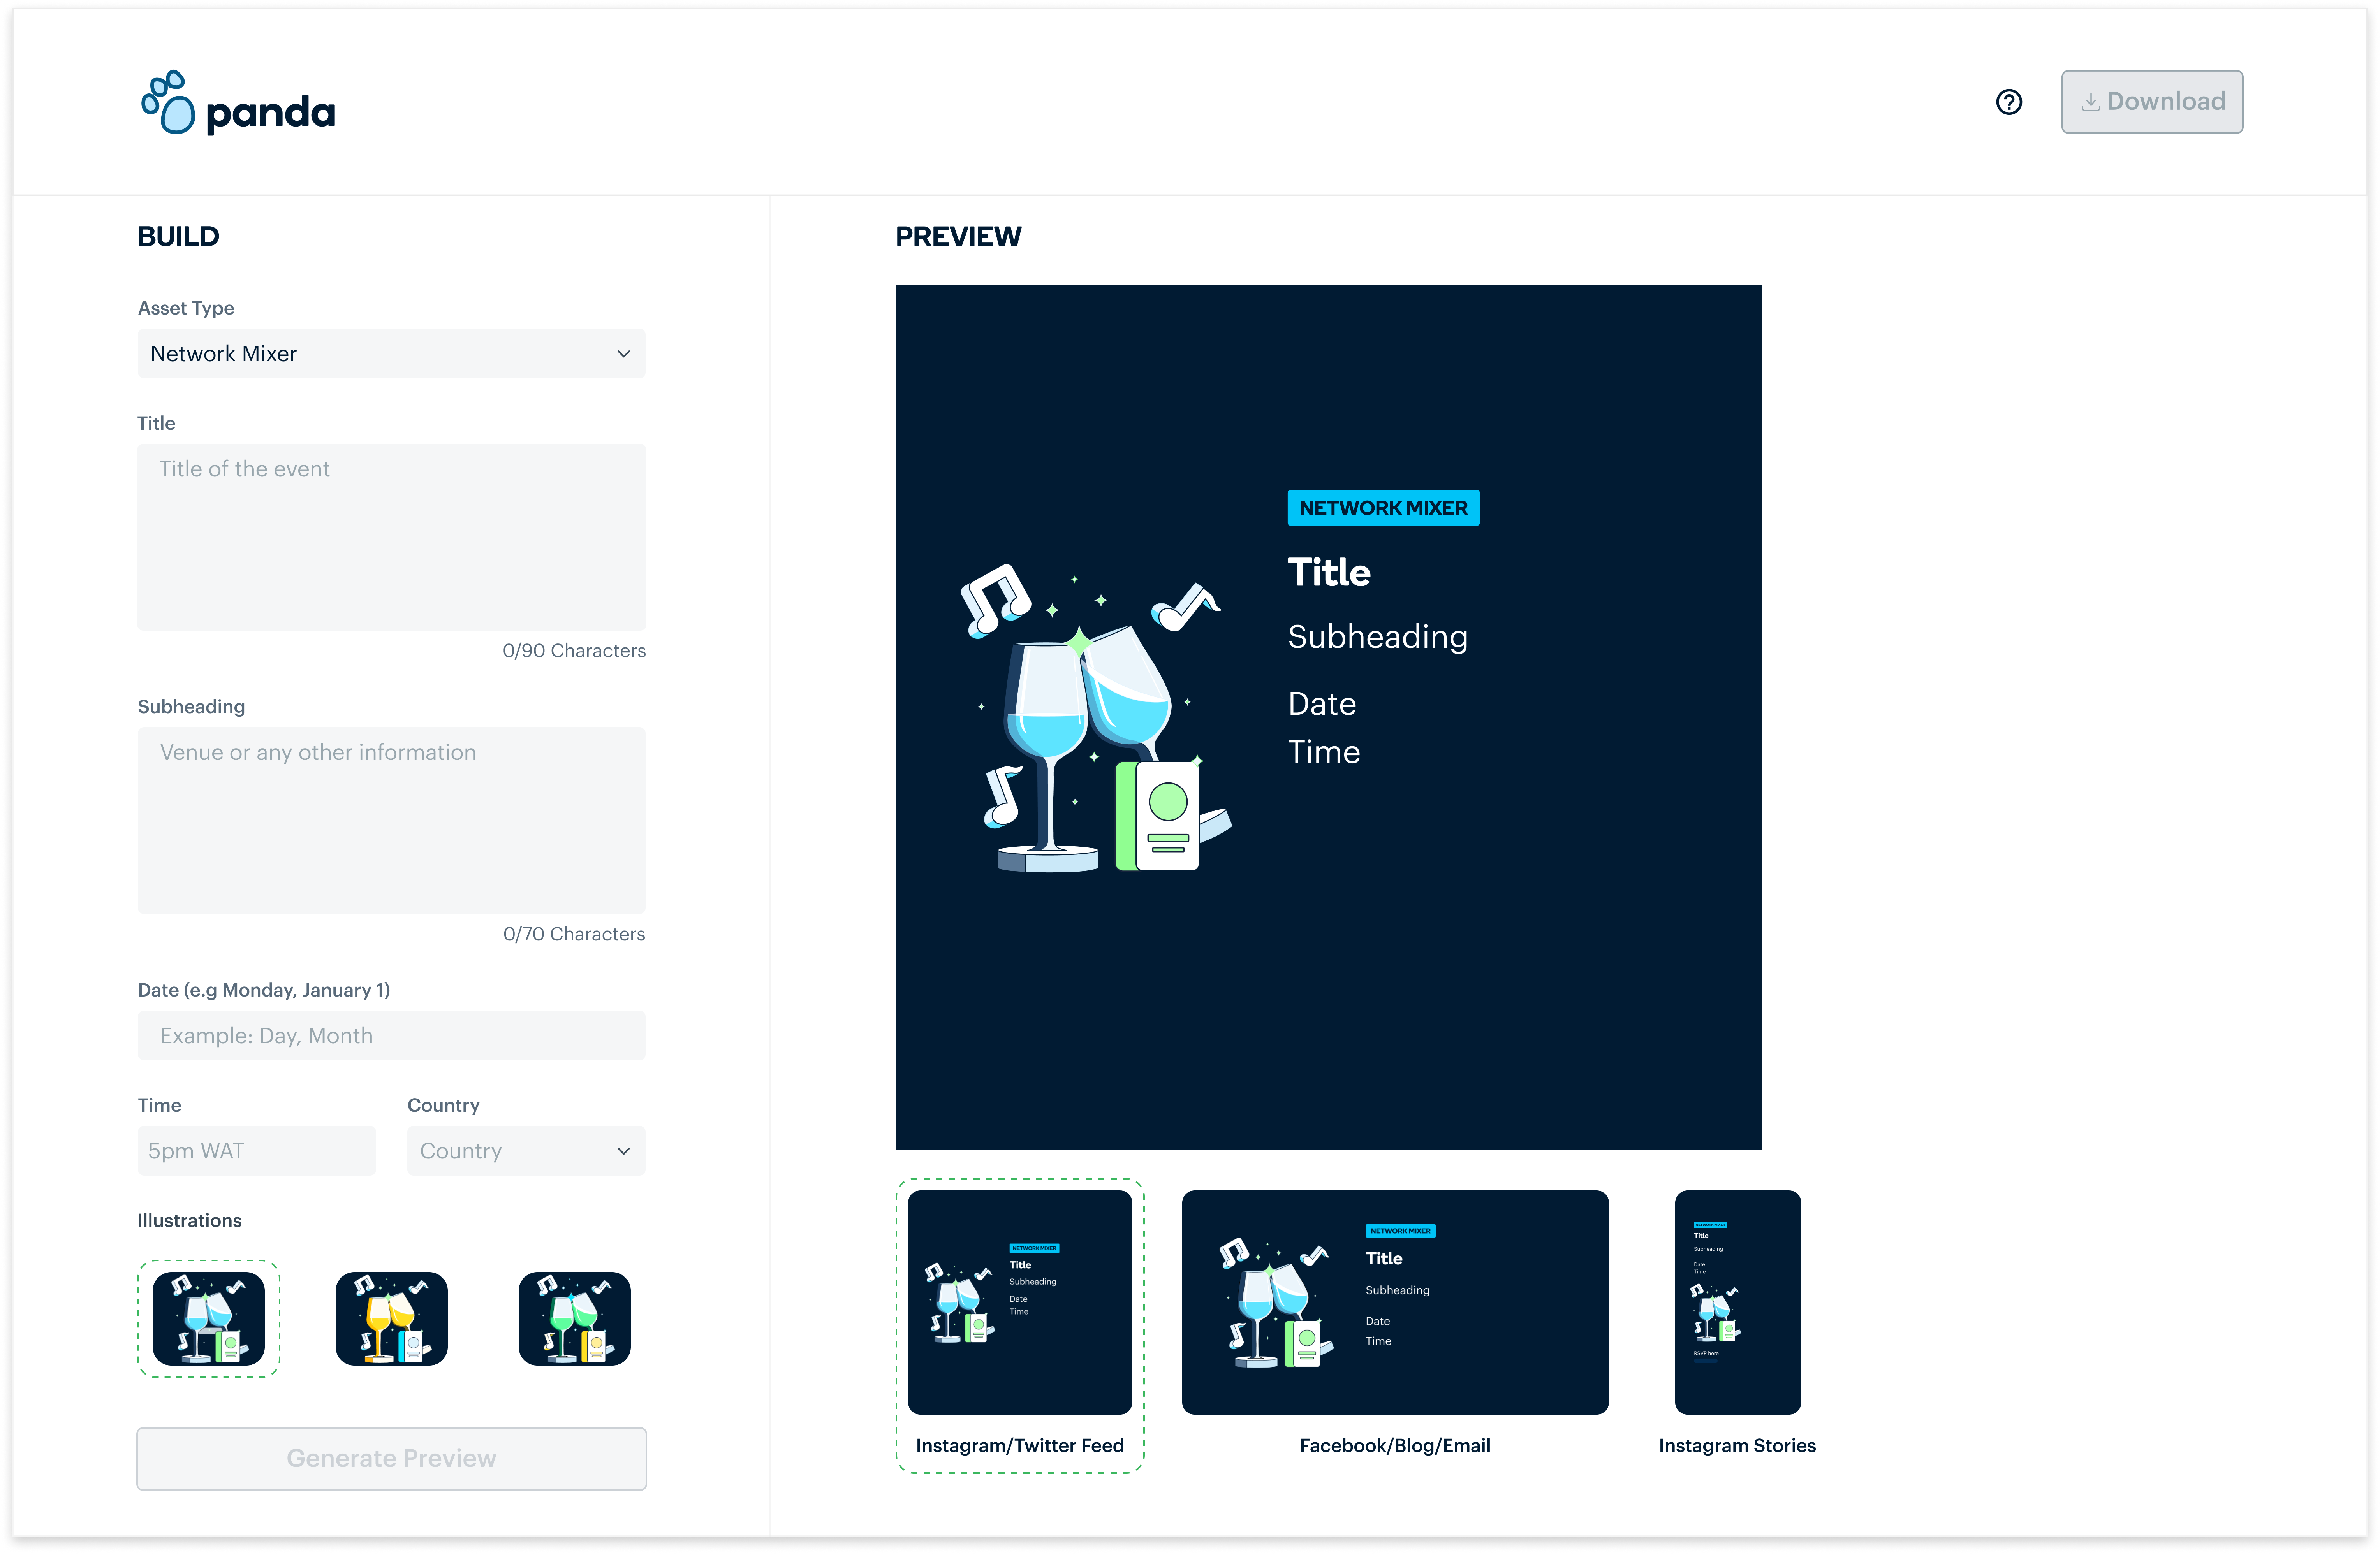 panda
Download
BUILD
Asset Type
Network Mixer
Title
Title of the event
0/90 Characters
Subheading
Venue or any other information
0/70 Characters
Date (e.g Monday, January 1)
Example: Day, Month
Time
Country
5pm WAT
Country
Illustrations
Generate Preview
PREVIEW
NETWORK MIXER
Title
Subheading
Date
Time
NETWORK MIXER
Title
Subheading
Date
Time
Instagram/Twitter Feed
NETWORK MIXER
Title
Subheading
Date
Time
Facebook/Blog/Email
NETWORK MIXER
Title
Subheading
Date
Time
RSVP here
Instagram Stories